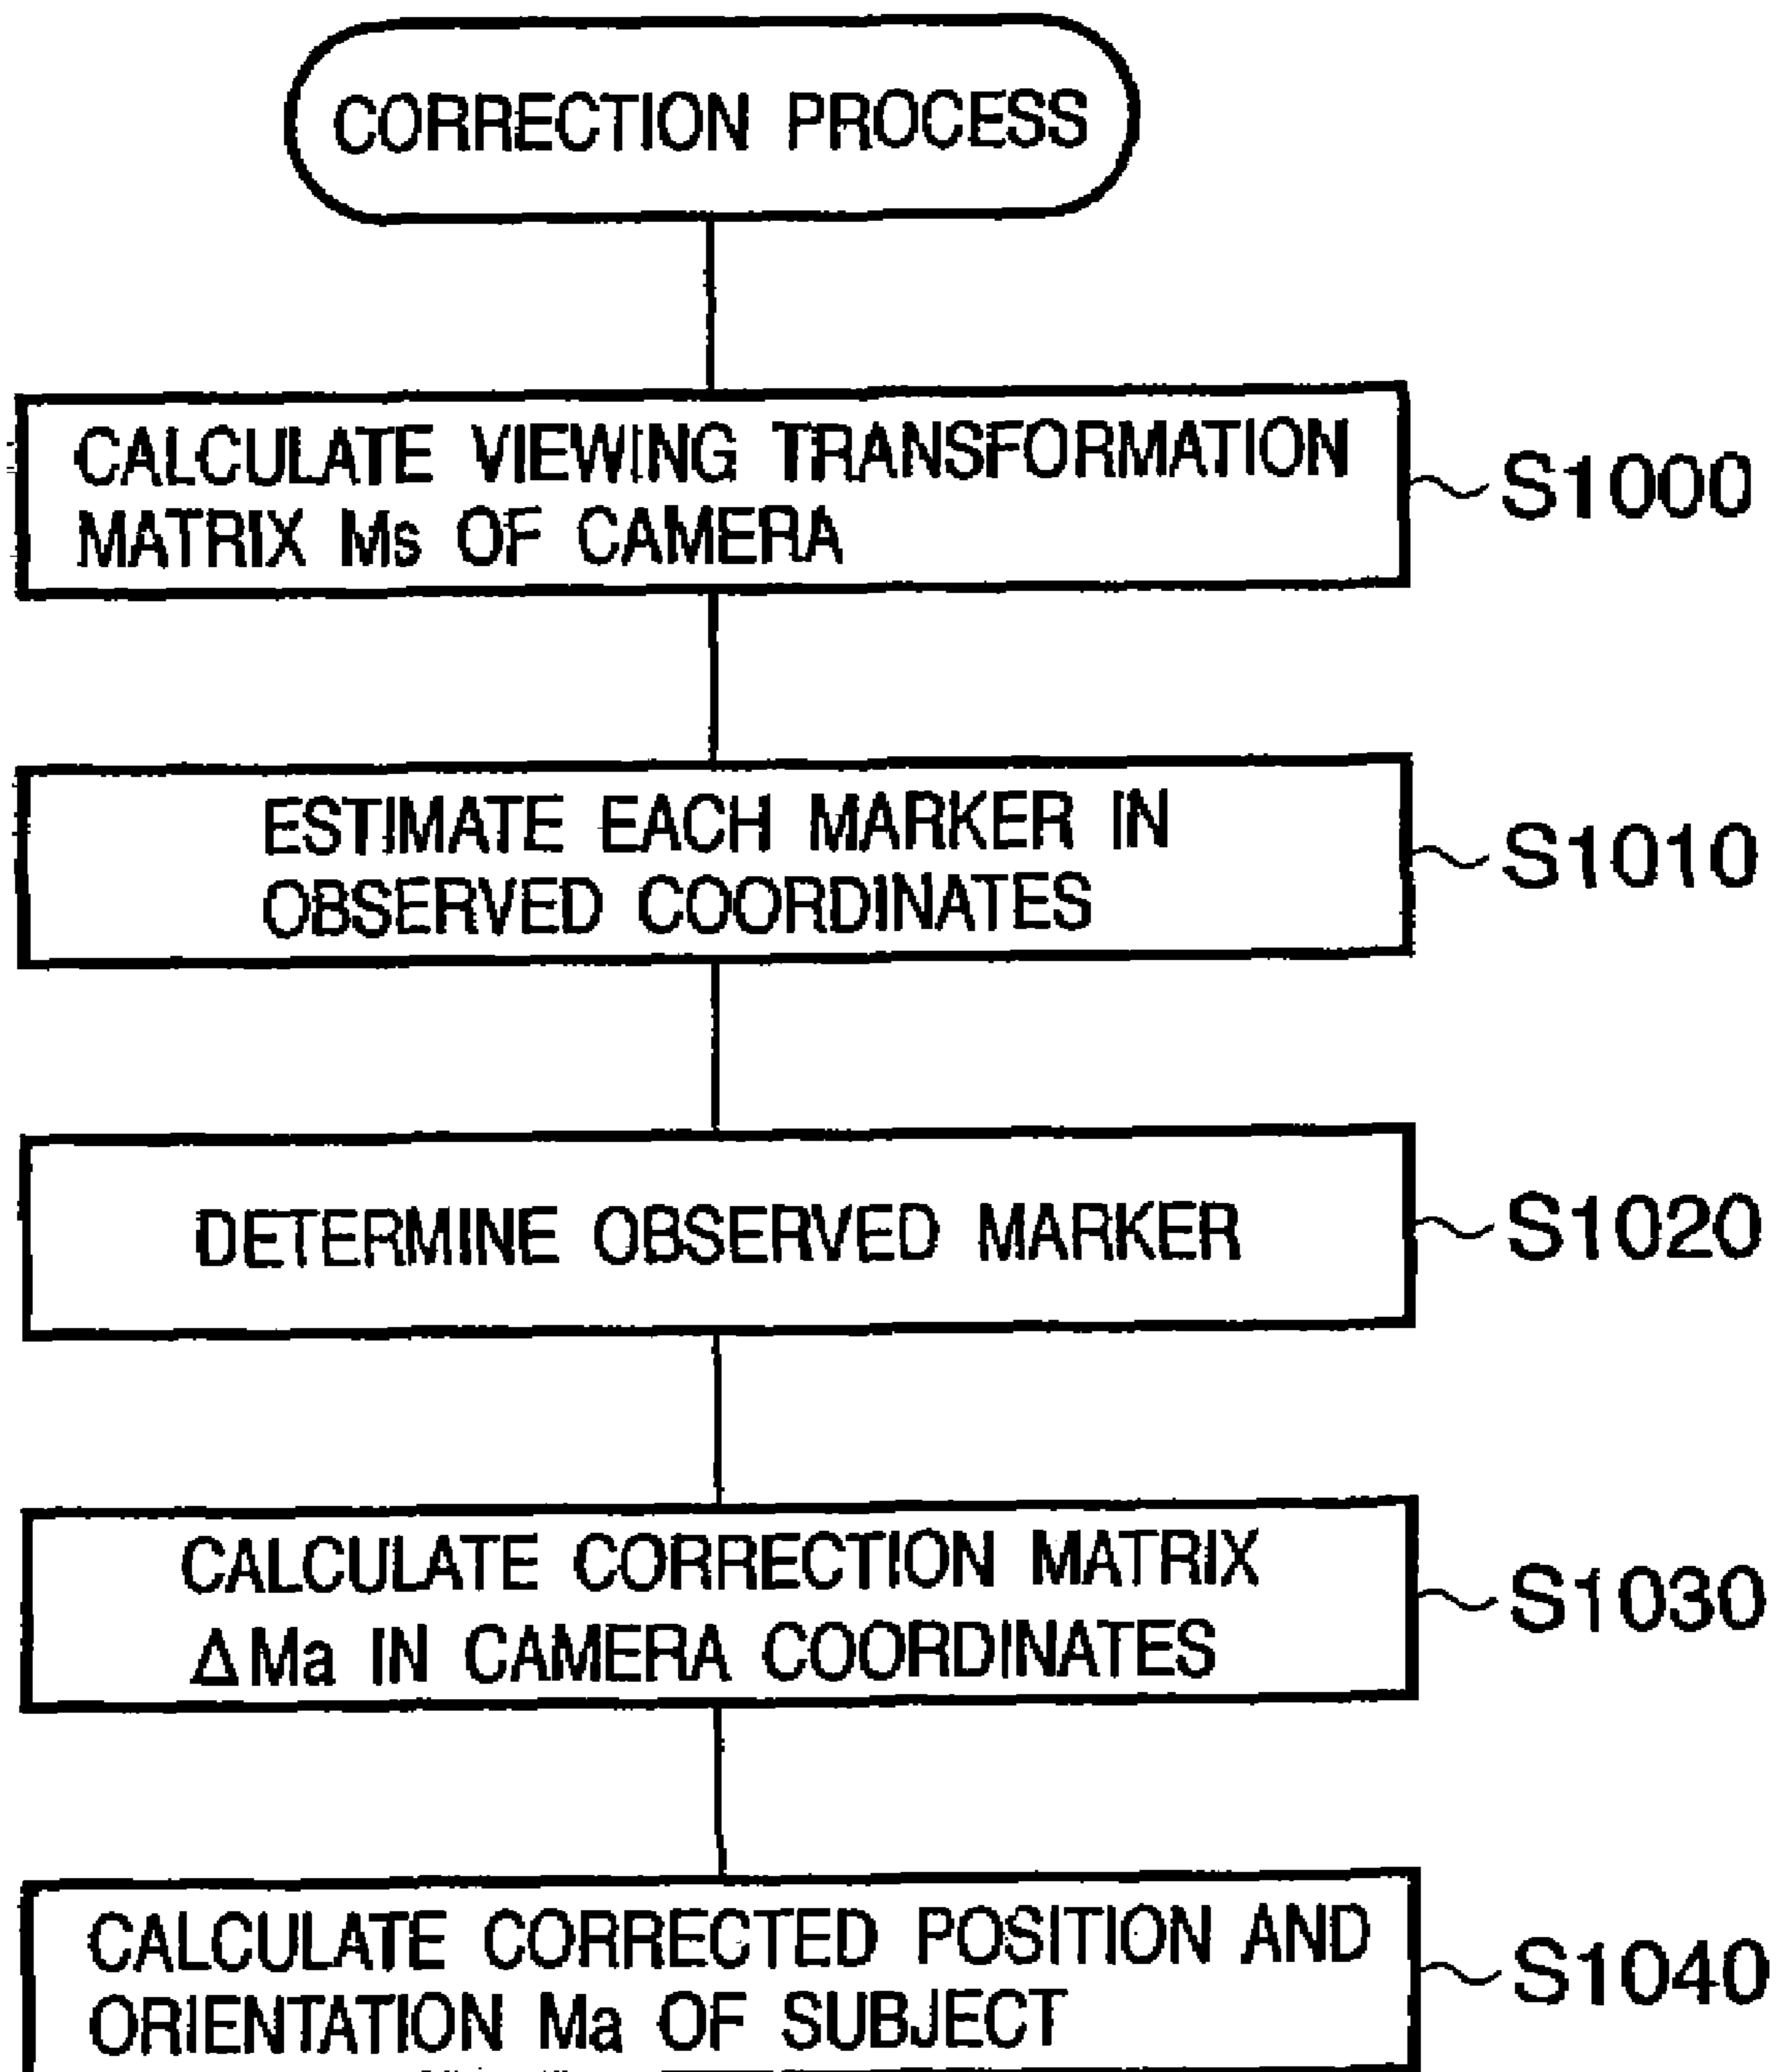 CORRECTION PROCESS
CALCULATE VIEWING TRANSFORMATION
MATRIX Ms OF CAMERA
S1000
ESTIMATE EACH MARKER IN
OBSERVED COORDINATES
S1010
DETERMINE OBSERVED MARKER
S1020
CALCULATE CORRECTION MATRIX
ΔMa IN CAMERA COORDINATES
S1030
CALCULATE CORRECTED POSITION AND
ORIENTATION Ma OF SUBJECT
S1040